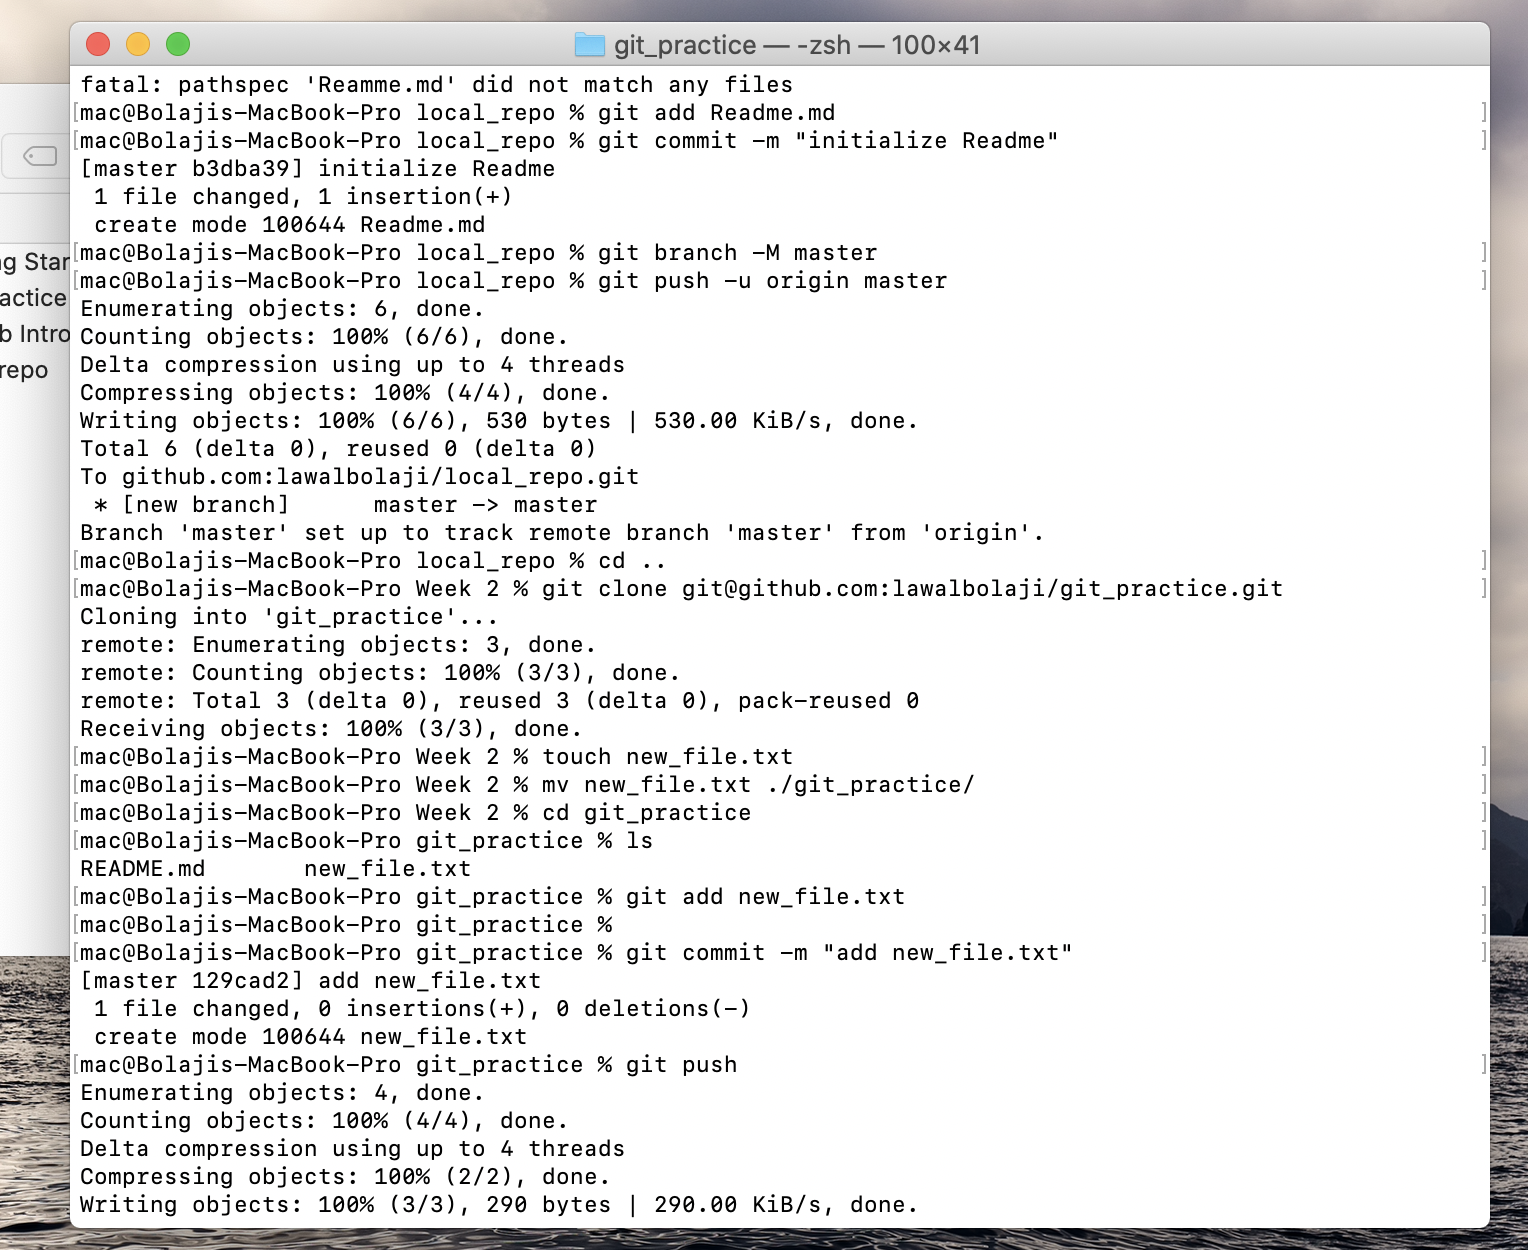 git_practice — -zsh — 100×41
fatal: pathspec 'Reamme.md' did not match any files
[mac@Bolajis-MacBook-Pro local_repo % git add Readme.md ]
[mac@Bolajis-MacBook-Pro local_repo % git commit -m "initialize Readme" ]
[master b3dba39] initialize Readme
 1 file changed, 1 insertion(+)
 create mode 100644 Readme.md
[mac@Bolajis-MacBook-Pro local_repo % git branch -M master ]
[mac@Bolajis-MacBook-Pro local_repo % git push -u origin master ]
Enumerating objects: 6, done.
Counting objects: 100% (6/6), done.
Delta compression using up to 4 threads
Compressing objects: 100% (4/4), done.
Writing objects: 100% (6/6), 530 bytes | 530.00 KiB/s, done.
Total 6 (delta 0), reused 0 (delta 0)
To github.com:lawalbolaji/local_repo.git
 * [new branch]      master -> master
Branch 'master' set up to track remote branch 'master' from 'origin'.
[mac@Bolajis-MacBook-Pro local_repo % cd .. ]
[mac@Bolajis-MacBook-Pro Week 2 % git clone git@github.com:lawalbolaji/git_practice.git ]
Cloning into 'git_practice'...
remote: Enumerating objects: 3, done.
remote: Counting objects: 100% (3/3), done.
remote: Total 3 (delta 0), reused 3 (delta 0), pack-reused 0
Receiving objects: 100% (3/3), done.
[mac@Bolajis-MacBook-Pro Week 2 % touch new_file.txt ]
[mac@Bolajis-MacBook-Pro Week 2 % mv new_file.txt ./git_practice/ ]
[mac@Bolajis-MacBook-Pro Week 2 % cd git_practice ]
[mac@Bolajis-MacBook-Pro git_practice % ls ]
README.md       new_file.txt
[mac@Bolajis-MacBook-Pro git_practice % git add new_file.txt ]
[mac@Bolajis-MacBook-Pro git_practice % ]
[mac@Bolajis-MacBook-Pro git_practice % git commit -m "add new_file.txt" ]
[master 129cad2] add new_file.txt
 1 file changed, 0 insertions(+), 0 deletions(-)
 create mode 100644 new_file.txt
[mac@Bolajis-MacBook-Pro git_practice % git push ]
Enumerating objects: 4, done.
Counting objects: 100% (4/4), done.
Delta compression using up to 4 threads
Compressing objects: 100% (2/2), done.
Writing objects: 100% (3/3), 290 bytes | 290.00 KiB/s, done.
g Star
actice
b Intro
repo